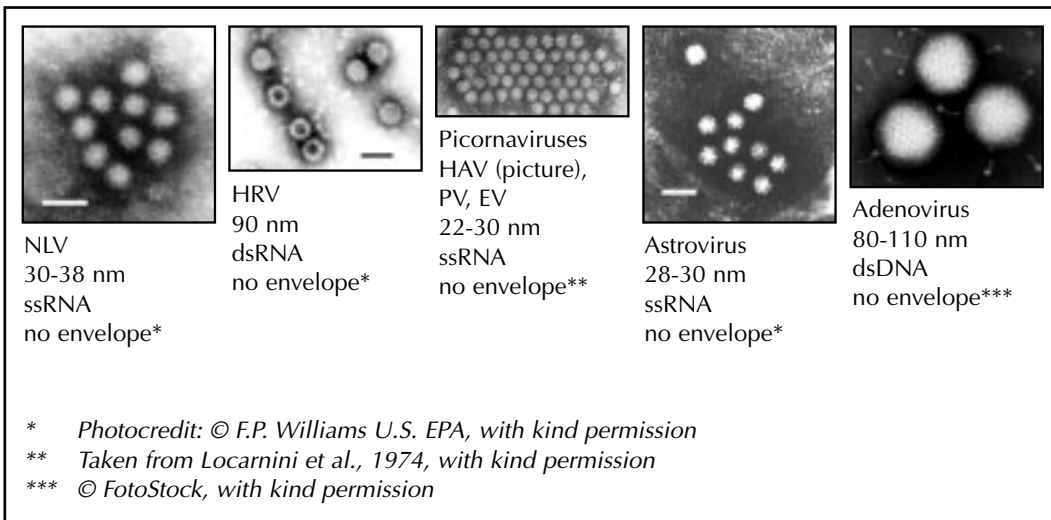 NLV
30-38 nm
ssRNA
no envelope*
HRV
90 nm
dsRNA
no envelope*
Picornaviruses
HAV (picture),
PV, EV
22-30 nm
ssRNA
no envelope**
Astrovirus
28-30 nm
ssRNA
no envelope*
Adenovirus
80-110 nm
dsDNA
no envelope***
* Photocredit: © F.P. Williams U.S. EPA, with kind permission
** Taken from Locarnini et al., 1974, with kind permission
*** © FotoStock, with kind permission